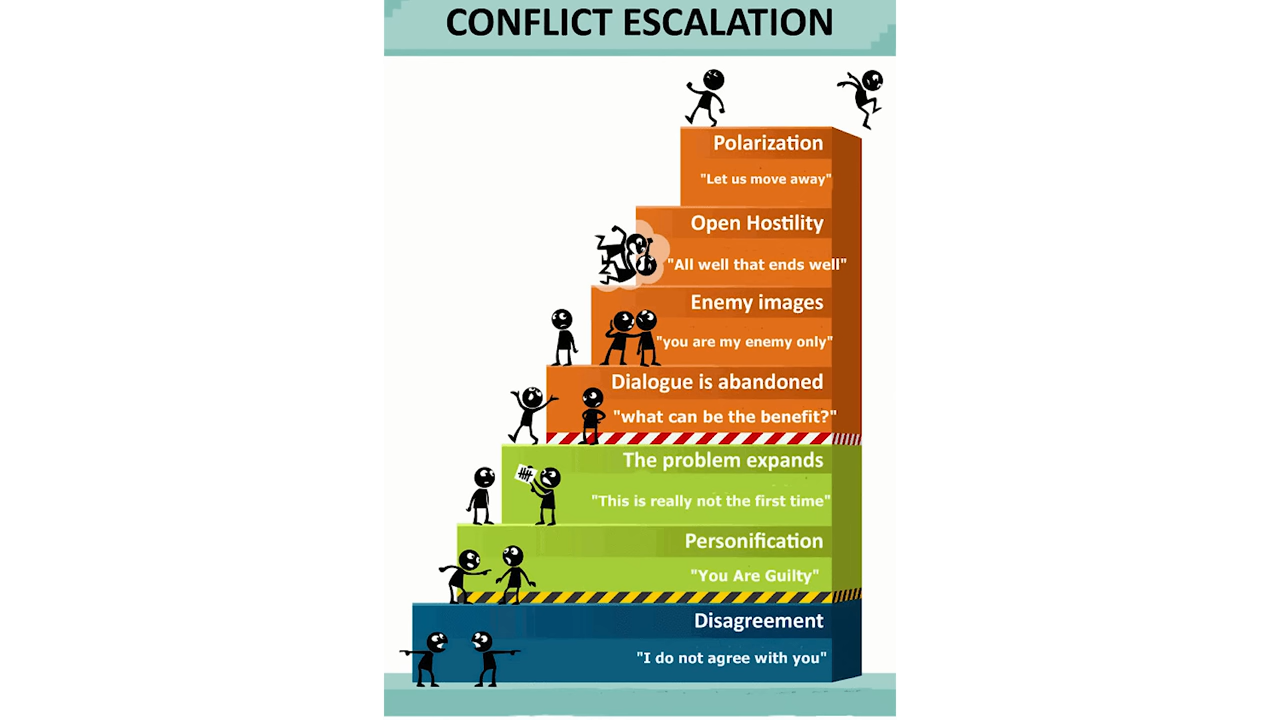 CONFLICT ESCALATION
Polarization
"Let us move away"
Open Hostility
"All well that ends well"
Enemy images
"you are my enemy only"
Dialogue is abandoned
"what can be the benefit?"
The problem expands
"This is really not the first time"
Personification
"You Are Guilty"
Disagreement
"I do not agree with you"